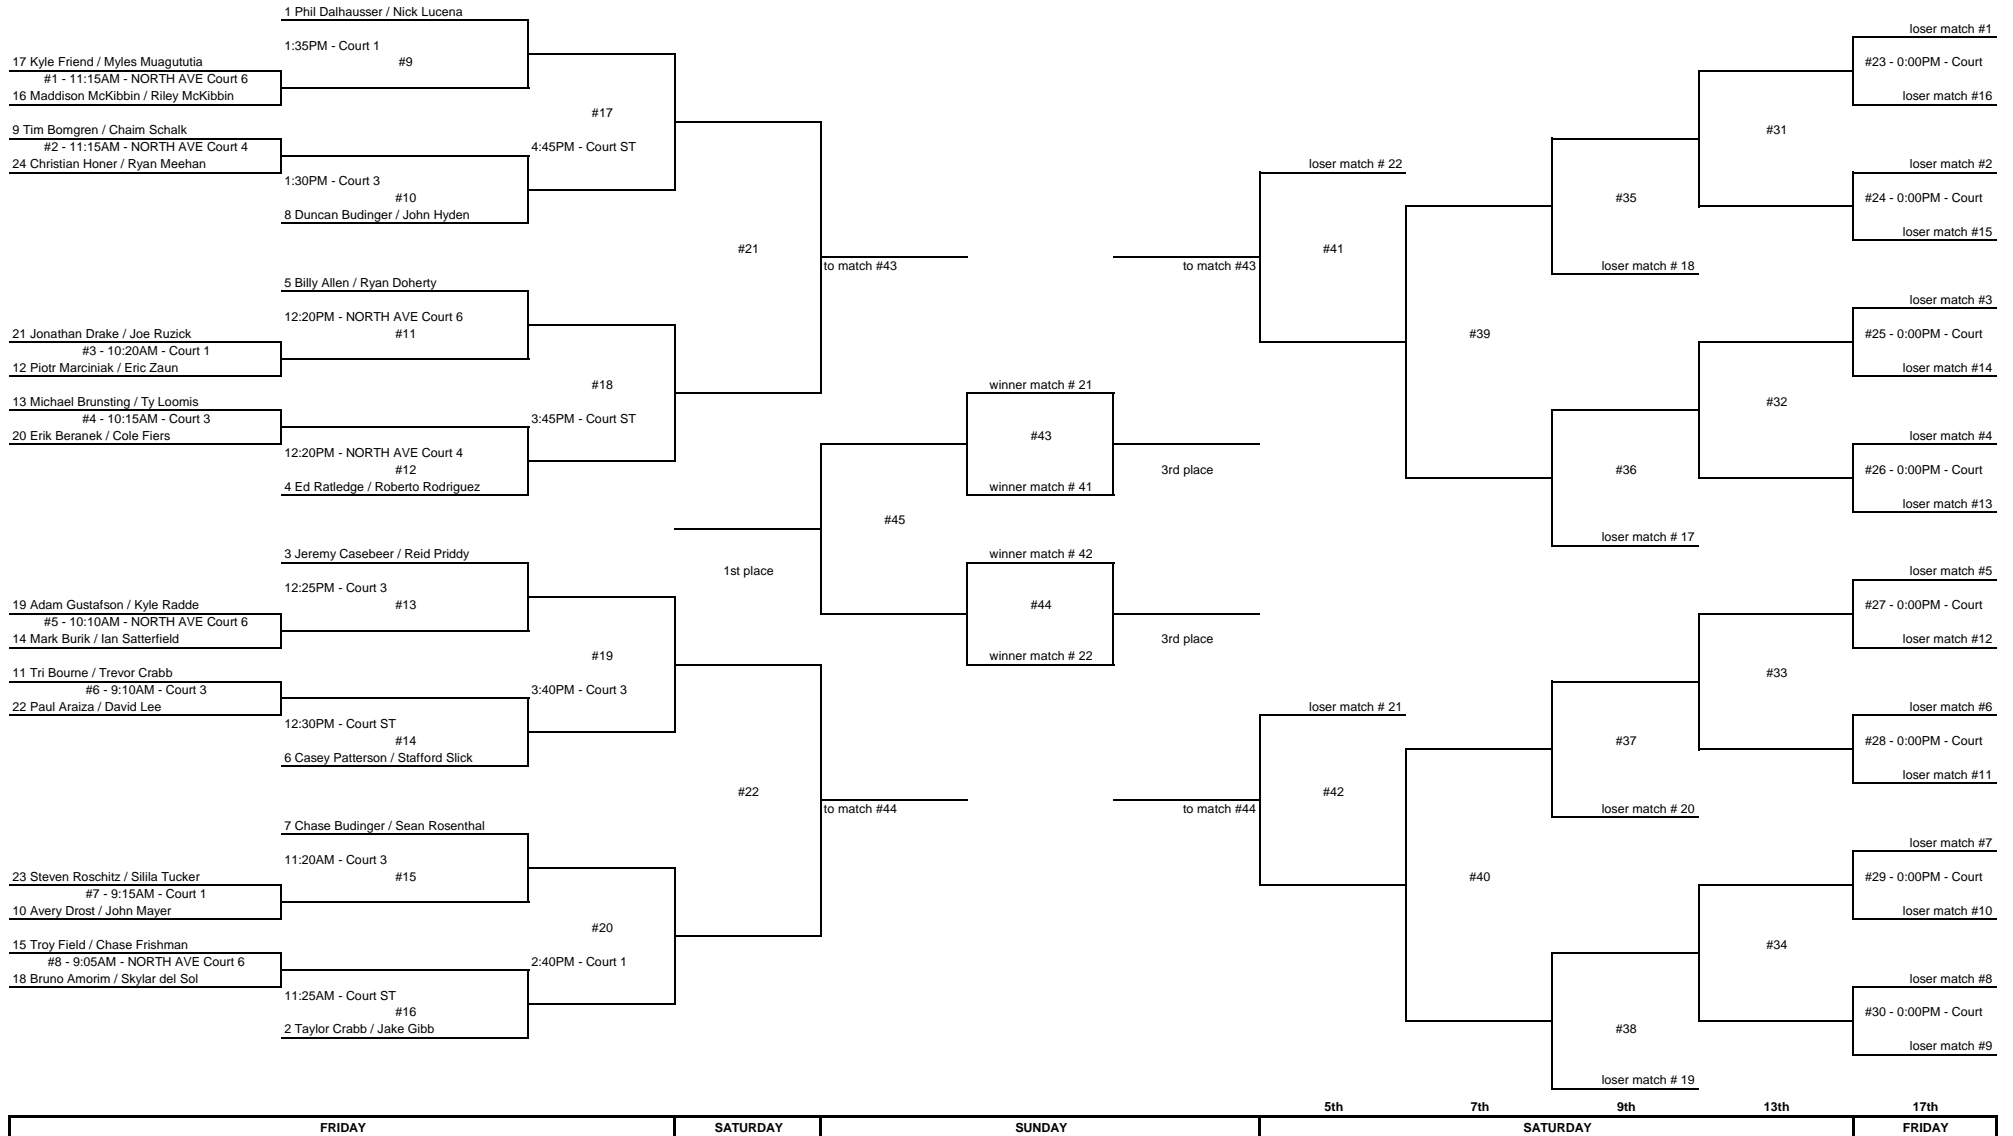 1 Phil Dalhausser / Nick Lucena
1:35PM - Court 1
#9
17 Kyle Friend / Myles Muagututia
#1 - 11:15AM - NORTH AVE Court 6
16 Maddison McKibbin / Riley McKibbin
#17
9 Tim Bomgren / Chaim Schalk
#2 - 11:15AM - NORTH AVE Court 4
4:45PM - Court ST
24 Christian Honer / Ryan Meehan
1:30PM - Court 3
#10
8 Duncan Budinger / John Hyden
#21
to match #43
5 Billy Allen / Ryan Doherty
12:20PM - NORTH AVE Court 6
#11
21 Jonathan Drake / Joe Ruzick
#3 - 10:20AM - Court 1
12 Piotr Marciniak / Eric Zaun
#18
13 Michael Brunsting / Ty Loomis
#4 - 10:15AM - Court 3
3:45PM - Court ST
20 Erik Beranek / Cole Fiers
12:20PM - NORTH AVE Court 4
#12
4 Ed Ratledge / Roberto Rodriguez
3 Jeremy Casebeer / Reid Priddy
12:25PM - Court 3
#13
19 Adam Gustafson / Kyle Radde
#5 - 10:10AM - NORTH AVE Court 6
14 Mark Burik / Ian Satterfield
#19
11 Tri Bourne / Trevor Crabb
#6 - 9:10AM - Court 3
3:40PM - Court 3
22 Paul Araiza / David Lee
12:30PM - Court ST
#14
6 Casey Patterson / Stafford Slick
#22
to match #44
7 Chase Budinger / Sean Rosenthal
11:20AM - Court 3
#15
23 Steven Roschitz / Silila Tucker
#7 - 9:15AM - Court 1
10 Avery Drost / John Mayer
#20
15 Troy Field / Chase Frishman
#8 - 9:05AM - NORTH AVE Court 6
2:40PM - Court 1
18 Bruno Amorim / Skylar del Sol
11:25AM - Court ST
#16
2 Taylor Crabb / Jake Gibb
winner match # 21
#43
winner match # 41
3rd place
#45
1st place
winner match # 42
#44
winner match # 22
3rd place
loser match #1
#23 - 0:00PM - Court
loser match #16
#31
loser match # 22
loser match #2
#24 - 0:00PM - Court
#35
loser match #15
#41
to match #43
loser match # 18
loser match #3
#25 - 0:00PM - Court
#39
loser match #14
#32
loser match #4
#26 - 0:00PM - Court
#36
loser match #13
loser match # 17
loser match #5
#27 - 0:00PM - Court
loser match #12
#33
loser match # 21
loser match #6
#28 - 0:00PM - Court
#37
loser match #11
#42
to match #44
loser match # 20
loser match #7
#29 - 0:00PM - Court
#40
loser match #10
#34
loser match #8
#30 - 0:00PM - Court
#38
loser match #9
loser match # 19
5th 7th 9th 13th 17th
FRIDAY SATURDAY SUNDAY SATURDAY FRIDAY